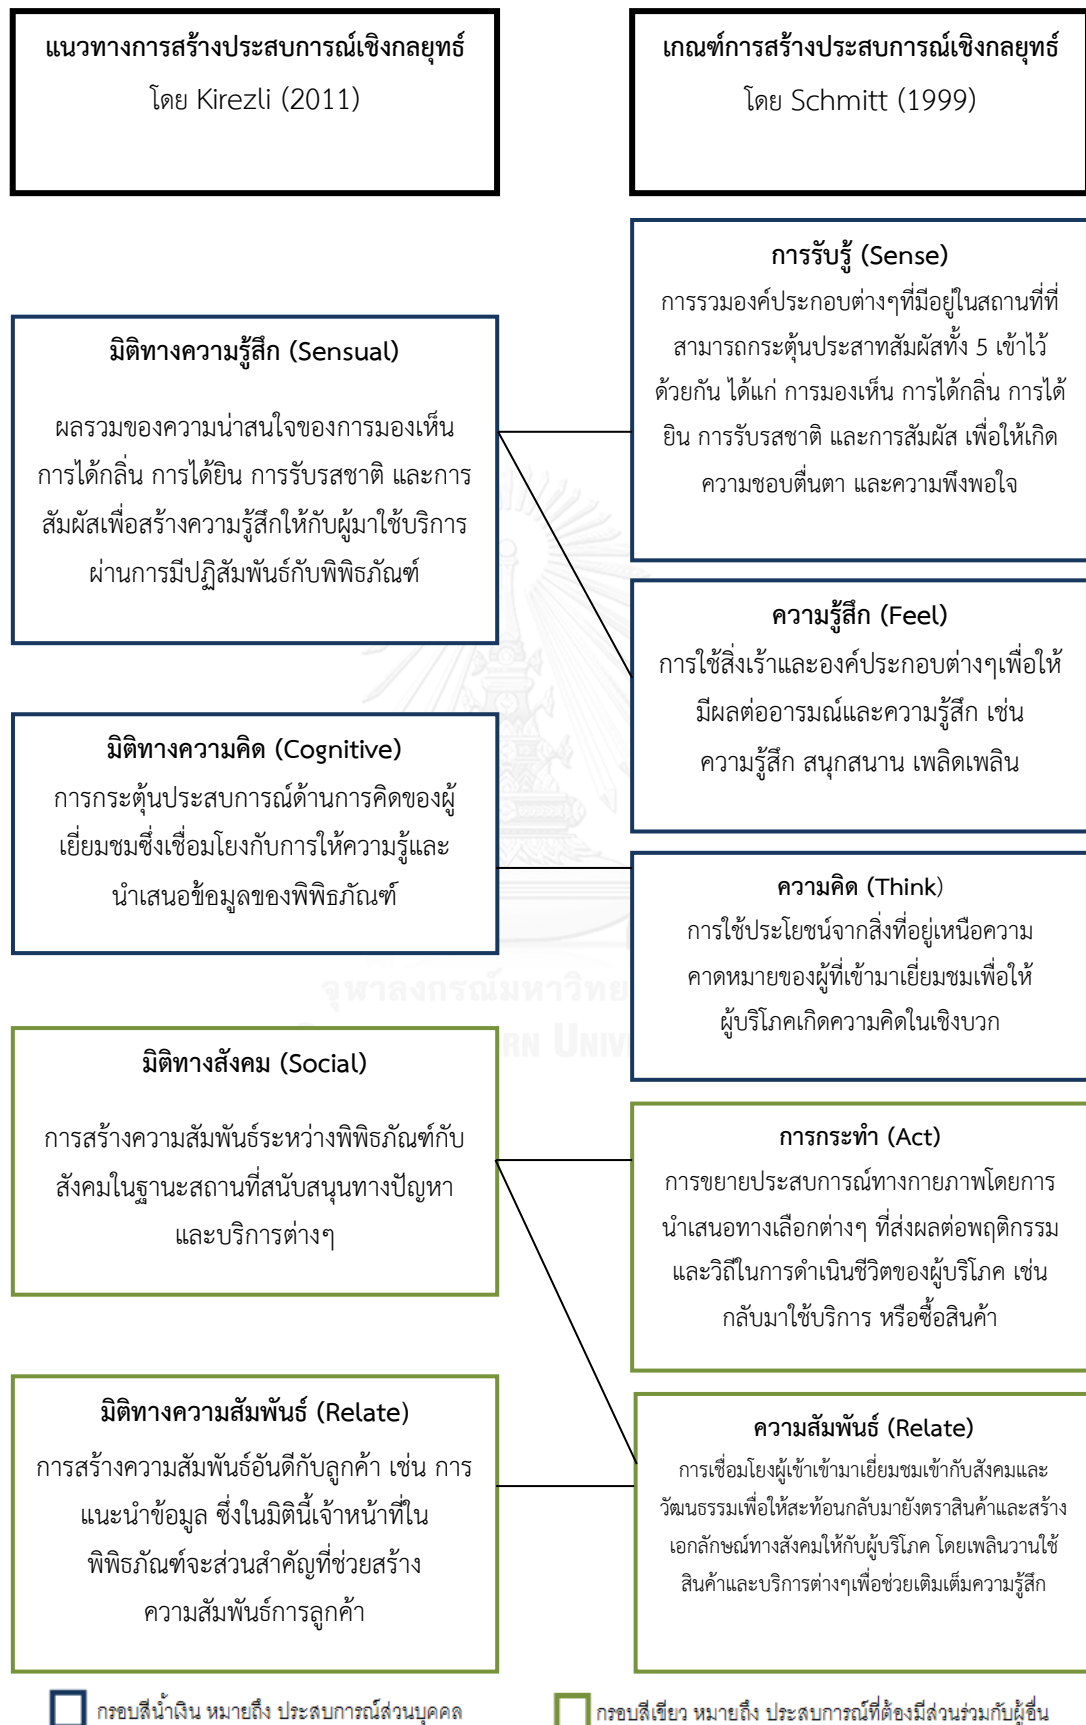 แนวทางการสร้างประสบการณ์เชิงกลยุทธ์
โดย Kirezli (2011)
เกณฑ์การสร้างประสบการณ์เชิงกลยุทธ์
โดย Schmitt (1999)
มิติทางความรู้สึก (Sensual)
ผลรวมของความน่าสนใจของการมองเห็น
การได้กลิ่น การได้ยิน การรับรสชาติ และการ
สัมผัสเพื่อสร้างความรู้สึกให้กับผู้มาใช้บริการ
ผ่านการมีปฏิสัมพันธ์กับพิพิธภัณฑ์
มิติทางความคิด (Cognitive)
การกระตุ้นประสบการณ์ด้านการคิดของผู้
เยี่ยมชมซึ่งเชื่อมโยงกับการให้ความรู้และ
นำเสนอข้อมูลของพิพิธภัณฑ์
มิติทางสังคม (Social)
การสร้างความสัมพันธ์ระหว่างพิพิธภัณฑ์กับ
สังคมในฐานะสถานที่สนับสนุนทางปัญหา
และบริการต่างๆ
มิติทางความสัมพันธ์ (Relate)
การสร้างความสัมพันธ์อันดีกับลูกค้า เช่น การ
แนะนำข้อมูล ซึ่งในมิตินี้เจ้าหน้าที่ใน
พิพิธภัณฑ์จะส่วนสำคัญที่ช่วยสร้าง
ความสัมพันธ์การลูกค้า
การรับรู้ (Sense)
การรวมองค์ประกอบต่างๆที่มีอยู่ในสถานที่ที่
สามารถกระตุ้นประสาทสัมผัสทั้ง 5 เข้าไว้
ด้วยกัน ได้แก่ การมองเห็น การได้กลิ่น การได้
ยิน การรับรสชาติ และการสัมผัส เพื่อให้เกิด
ความชอบตื่นตา และความพึงพอใจ
ความรู้สึก (Feel)
การใช้สิ่งเร้าและองค์ประกอบต่างๆเพื่อให้
มีผลต่ออารมณ์และความรู้สึก เช่น
ความรู้สึก สนุกสนาน เพลิดเพลิน
ความคิด (Think)
การใช้ประโยชน์จากสิ่งที่อยู่เหนือความ
คาดหมายของผู้ที่เข้ามาเยี่ยมชมเพื่อให้
ผู้บริโภคเกิดความคิดในเชิงบวก
การกระทำ (Act)
การขยายประสบการณ์ทางกายภาพโดยการ
นำเสนอทางเลือกต่างๆ ที่ส่งผลต่อพฤติกรรม
และวิถีในการดำเนินชีวิตของผู้บริโภค เช่น
กลับมาใช้บริการ หรือซื้อสินค้า
ความสัมพันธ์ (Relate)
การเชื่อมโยงผู้เข้าเข้ามาเยี่ยมชมเข้ากับสังคมและ
วัฒนธรรมเพื่อให้สะท้อนกลับมายังตราสินค้าและสร้าง
เอกลักษณ์ทางสังคมให้กับผู้บริโภค โดยเพลินวานใช้
สินค้าและบริการต่างๆเพื่อช่วยเติมเต็มความรู้สึก
จุฬาลงกรณ์มหาวิทย
RN UNIV
กรอบสีน้ำเงิน หมายถึง ประสบการณ์ส่วนบุคคล
กรอบสีเขียว หมายถึง ประสบการณ์ที่ต้องมีส่วนร่วมกับผู้อื่น